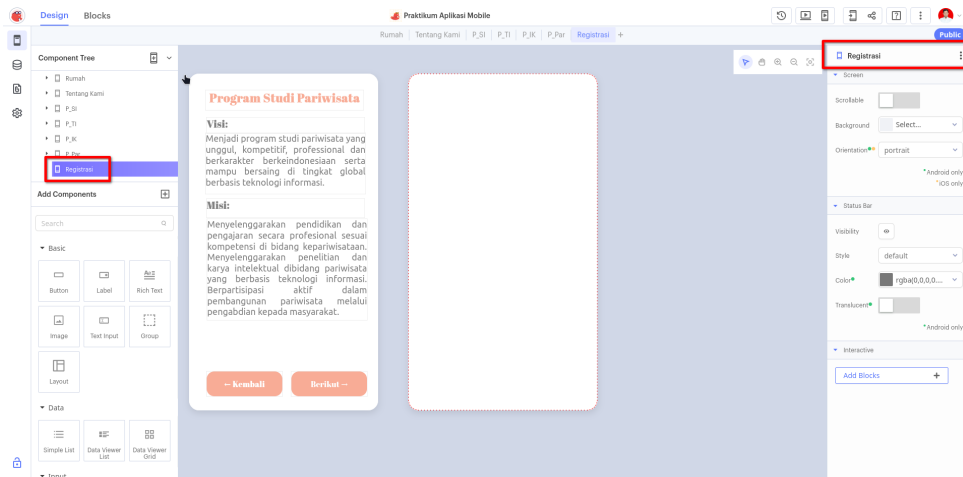 Design Blocks
Praktikum Aplikasi Mobile
Rumah Tentang Kami P_SI P_TI P_IK P_Par Registrasi +
Public
Component Tree
Rumah
Tentang Kami
P_SI
P_TI
P_IK
P_Par
Registrasi
Add Components
Search
Basic
Button Label Rich Text
Image Text Input Group
Layout
Data
Simple List Data Viewer List Data Viewer Grid
Input
Program Studi Pariwisata
Visi:
Menjadi program studi pariwisata yang
unggul, kompetitif, professional dan
berkarakter berkeindonesiaan serta
mampu bersaing di tingkat global
berbasis teknologi informasi.
Misi:
Menyelenggarakan pendidikan dan
pengajaran secara profesional sesuai
kompetensi di bidang kepariwisataan.
Menyelenggarakan penelitian dan
karya intelektual dibidang pariwisata
yang berbasis teknologi informasi.
Berpartisipasi aktif dalam
pembangunan pariwisata melalui
pengabdian kepada masyarakat.
← Kembali Berikut →
Registrasi
Screen
Scrollable
Background Select...
Orientation portrait
*Android only
*iOS only
Status Bar
Visibility
Style default
Color rgba(0,0,0,0....
Translucent
*Android only
Interactive
Add Blocks +